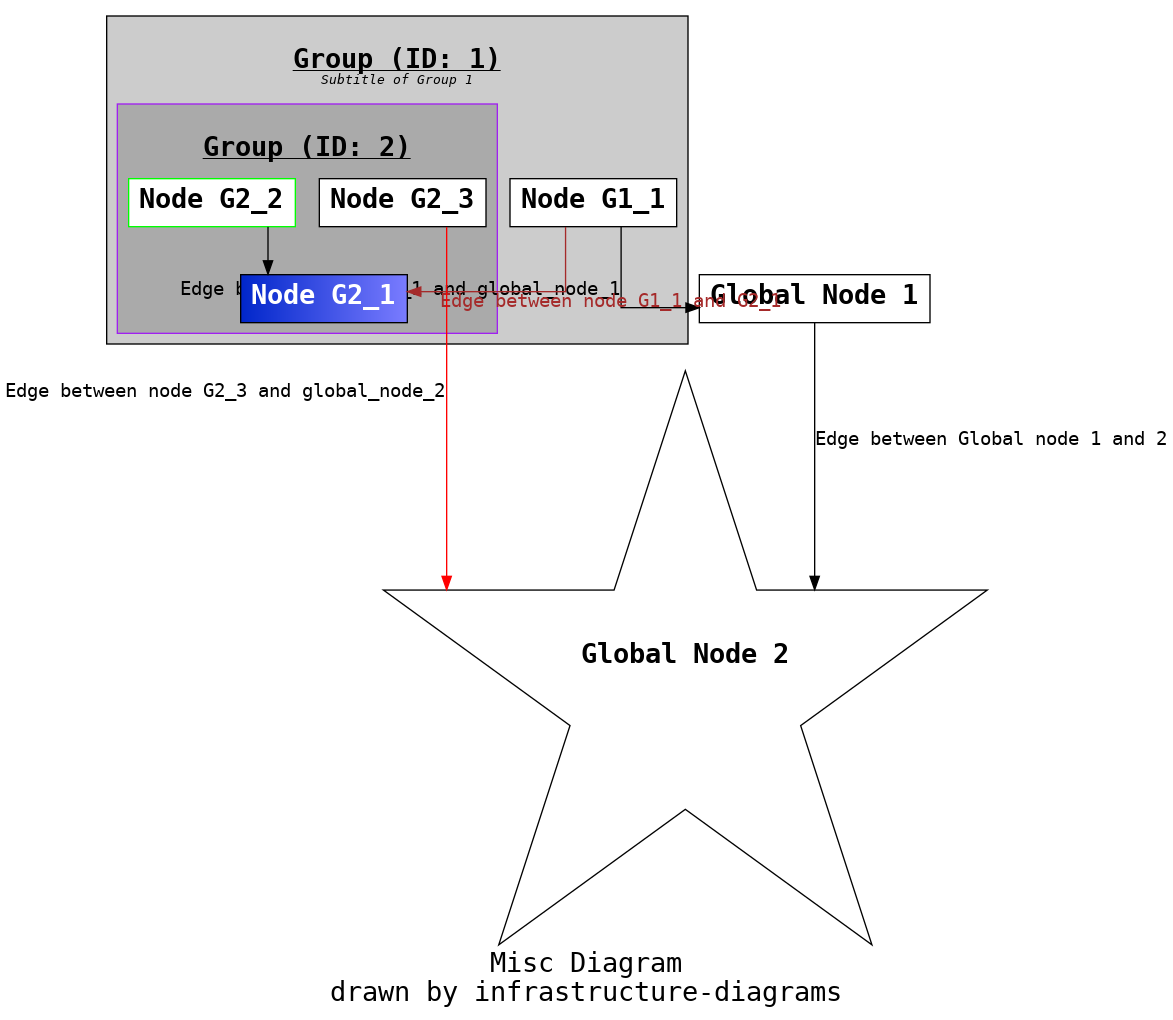 Group (ID: 1)
Subtitle of Group 1
Group (ID: 2)
Node G2_2
Node G2_3
Node G1_1
Edge b 1 and global_node_1
Node G2_1
Edge between node G1_1 and G2_1
Global Node 1
Edge between node G2_3 and global_node_2
Edge between Global node 1 and 2
Global Node 2
Misc Diagram
drawn by infrastructure-diagrams